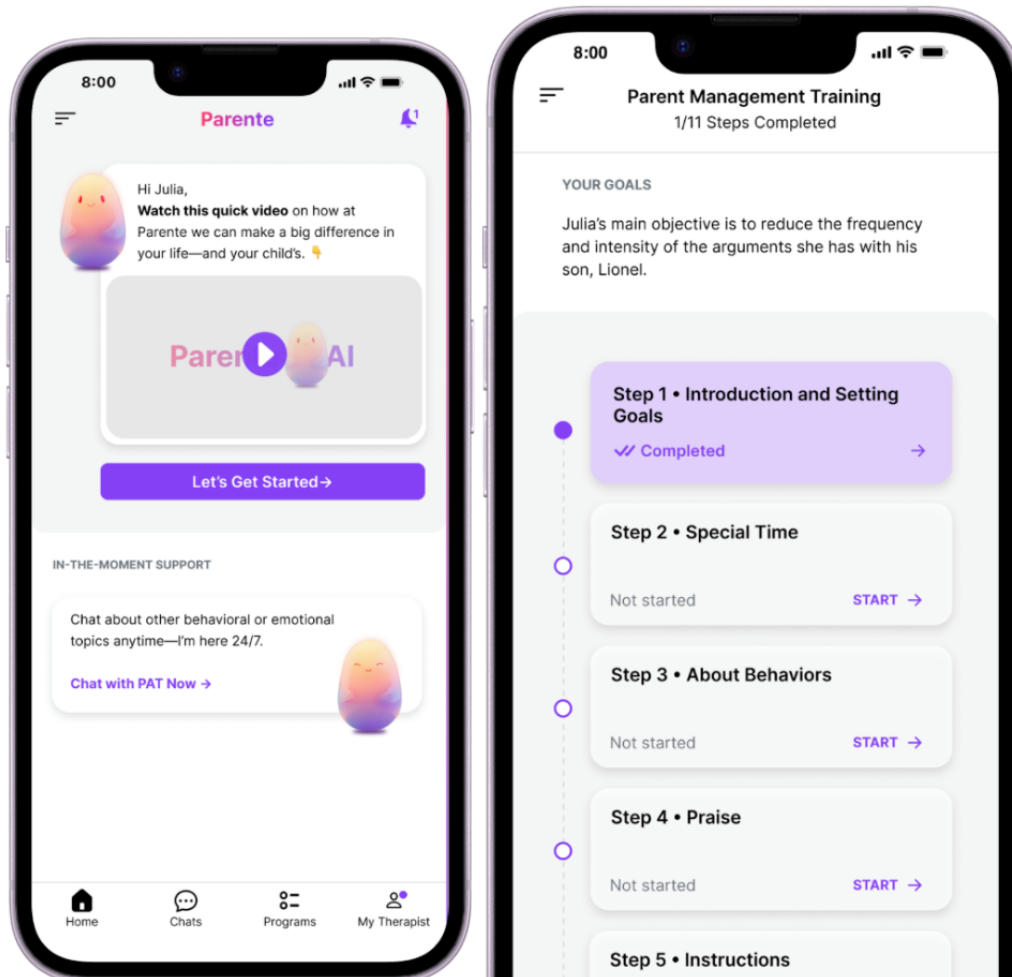 8:00
Parente
1
Hi Julia,
Watch this quick video on how at
Parente we can make a big difference in
your life—and your child's. 👇
Paren AI
Let's Get Started→
IN-THE-MOMENT SUPPORT
Chat about other behavioral or emotional
topics anytime—I'm here 24/7.
Chat with PAT Now →
Home
Chats
Programs
My Therapist
8:00
Parent Management Training
1/11 Steps Completed
YOUR GOALS
Julia's main objective is to reduce the frequency
and intensity of the arguments she has with his
son, Lionel.
Step 1 • Introduction and Setting
Goals
Completed →
Step 2 • Special Time
Not started START →
Step 3 • About Behaviors
Not started START →
Step 4 • Praise
Not started START →
Step 5 • Instructions